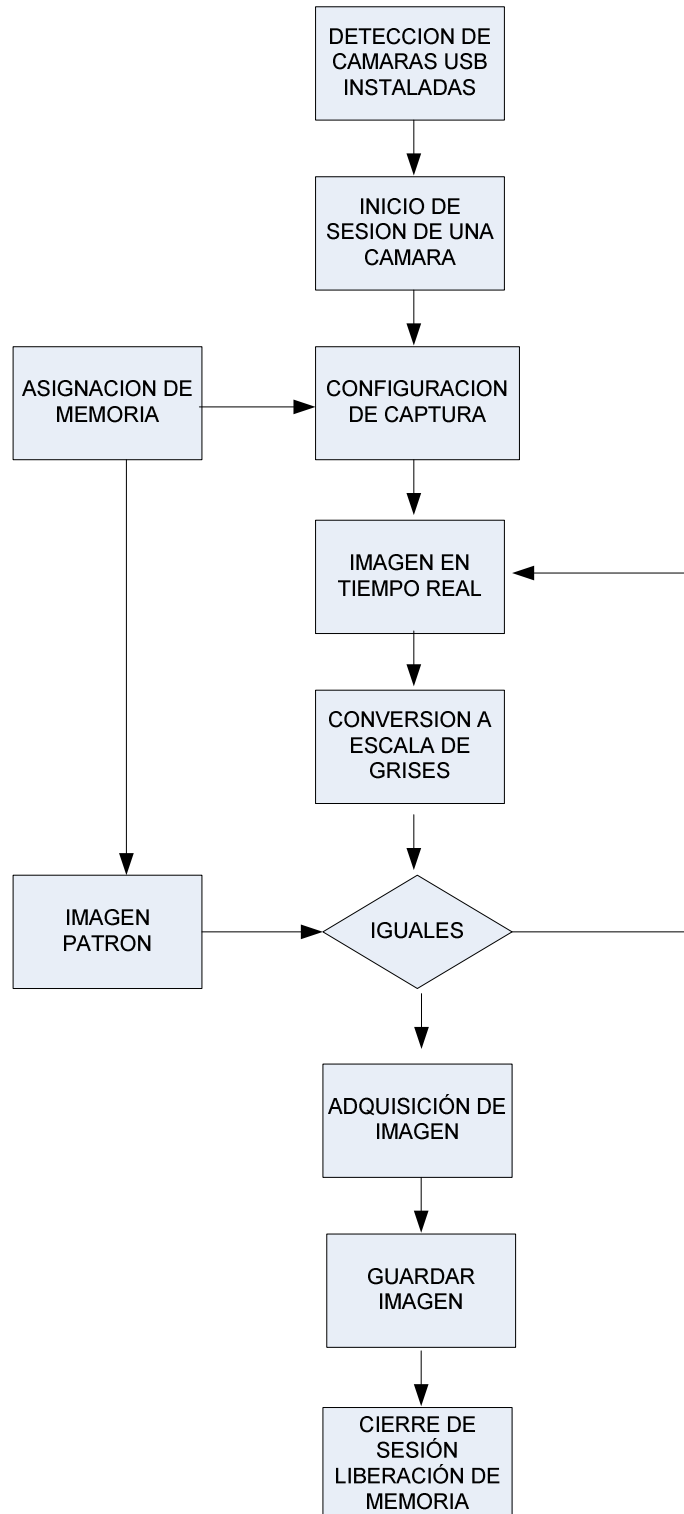 DETECCION DE
CAMARAS USB
INSTALADAS
INICIO DE
SESION DE UNA
CAMARA
ASIGNACION DE
MEMORIA
CONFIGURACION
DE CAPTURA
IMAGEN EN
TIEMPO REAL
CONVERSION A
ESCALA DE
GRISES
IMAGEN
PATRON
IGUALES
ADQUISICIÓN DE
IMAGEN
GUARDAR
IMAGEN
CIERRE DE
SESIÓN
LIBERACIÓN DE
MEMORIA